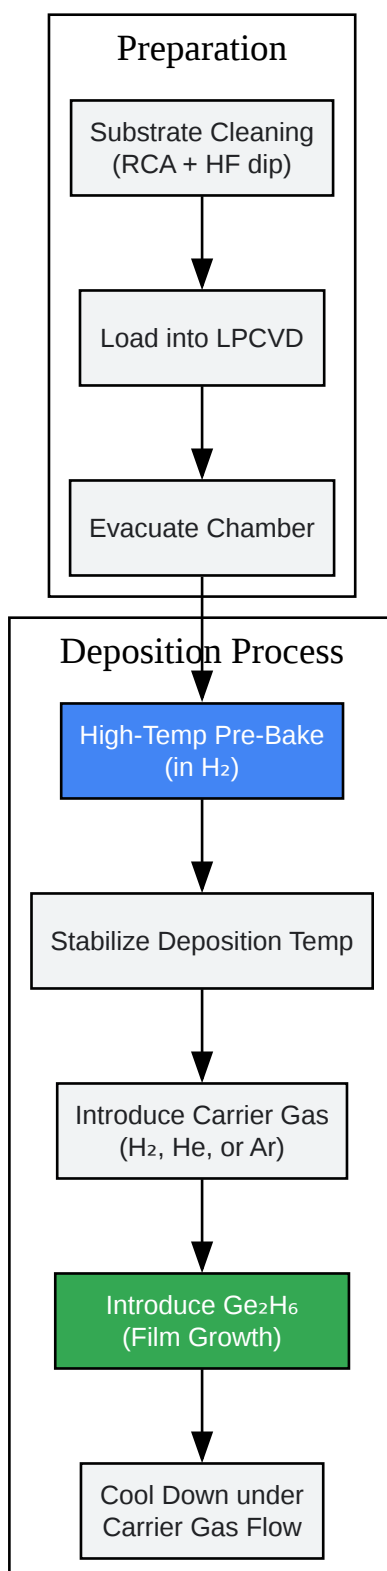 Preparation
Substrate Cleaning
(RCA + HF dip)
Load into LPCVD
Evacuate Chamber
Deposition Process
High-Temp Pre-Bake
(in H₂)
Stabilize Deposition Temp
Introduce Carrier Gas
(H₂, He, or Ar)
Introduce Ge₂H₆
(Film Growth)
Cool Down under
Carrier Gas Flow